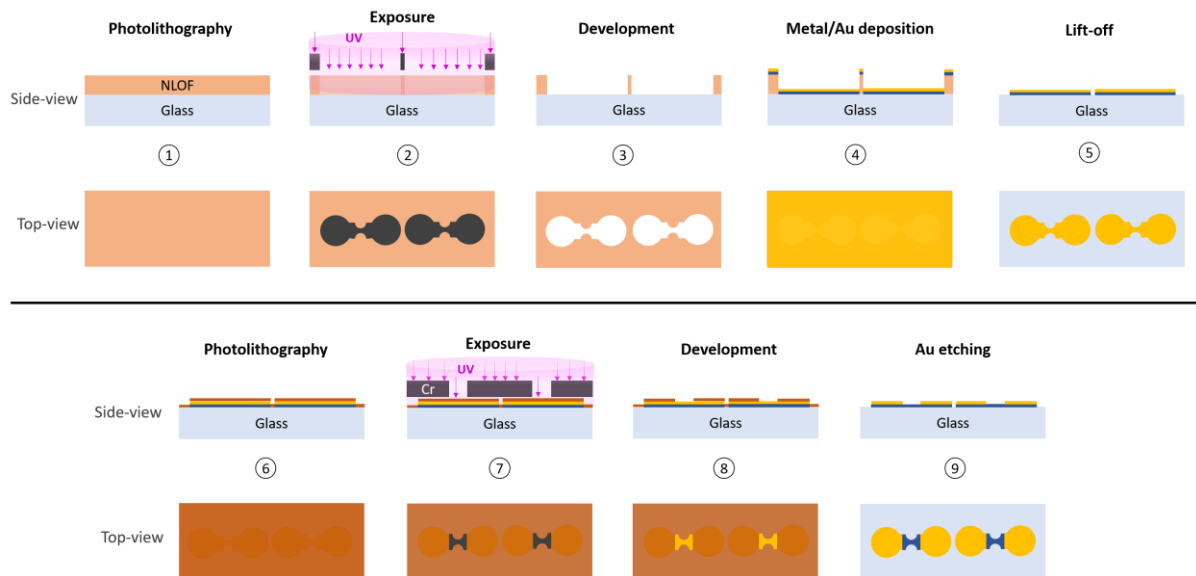 Photolithography
Exposure
Development
Metal/Au deposition
Lift-off
UV
Side-view
NLOF
Glass
Glass
Glass
Glass
Glass
1
2
3
4
5
Top-view
Photolithography
Exposure
Development
Au etching
UV
Cr
Side-view
Glass
Glass
Glass
Glass
6
7
8
9
Top-view